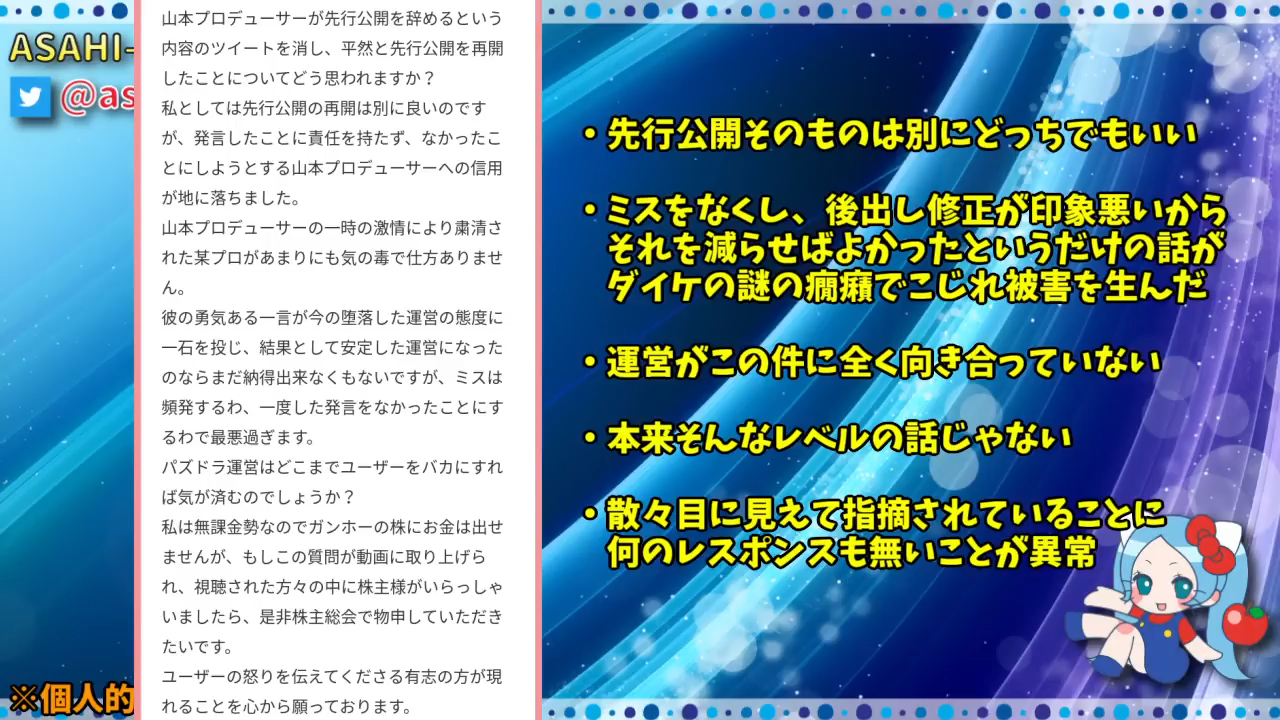 ASAHI-
@as
※個人的
山本プロデューサーが先行公開を辞めるという
内容のツイートを消し、平然と先行公開を再開
したことについてどう思われますか？
私としては先行公開の再開は別に良いのです
が、発言したことに責任を持たず、なかったこ
とにしようとする山本プロデューサーへの信用
が地に落ちました。
山本プロデューサーの一時の激情により粛清さ
れた某プロがあまりにも気の毒で仕方ありませ
ん。
彼の勇気ある一言が今の堕落した運営の態度に
一石を投じ、結果として安定した運営になった
のならまだ納得出来なくもないですが、ミスは
頻発するわ、一度した発言をなかったことにす
るわで最悪過ぎます。
パズドラ運営はどこまでユーザーをバカにすれ
ば気が済むのでしょうか？
私は無課金勢なのでガンホーの株にお金は出せ
ませんが、もしこの質問が動画に取り上げら
れ、視聴された方々の中に株主様がいらっしゃ
いましたら、是非株主総会で物申していただき
たいです。
ユーザーの怒りを伝えてくださる有志の方が現
れることを心から願っております。
・先行公開そのものは別にどっちでもいい
・ミスをなくし、後出し修正が印象悪いから
それを減らせばよかったというだけの話が
ダイケの謎の癇癪でこじれ被害を生んだ
・運営がこの件に全く向き合っていない
・本来そんなレベルの話じゃない
・散々目に見えて指摘されていることに
何のレスポンスも無いことが異常